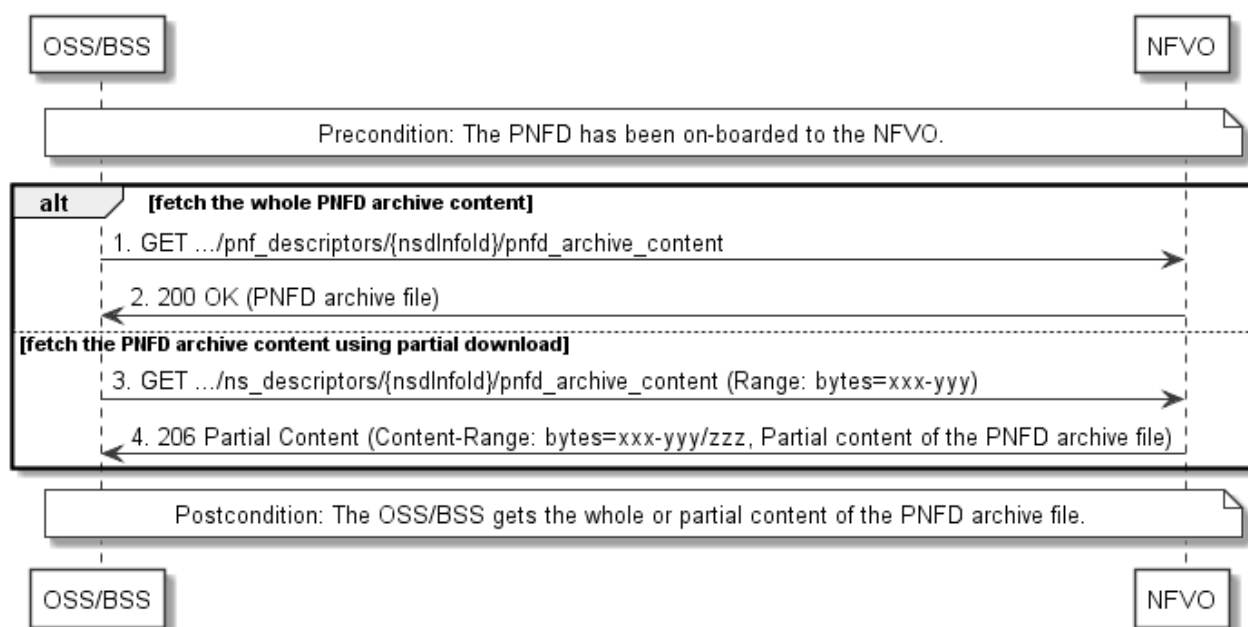 OSS/BSS NFVO
Precondition: The PNFD has been on-boarded to the NFVO.
alt [fetch the whole PNFD archive content]
1. GET .../pnf_descriptors/{nsdInfoId}/pnfd_archive_content
2. 200 OK (PNFD archive file)
[fetch the PNFD archive content using partial download]
3. GET .../ns_descriptors/{nsdInfoId}/pnfd_archive_content (Range: bytes=xxx-yyy)
4. 206 Partial Content (Content-Range: bytes=xxx-yyy/zzz, Partial content of the PNFD archive file)
Postcondition: The OSS/BSS gets the whole or partial content of the PNFD archive file.
OSS/BSS NFVO